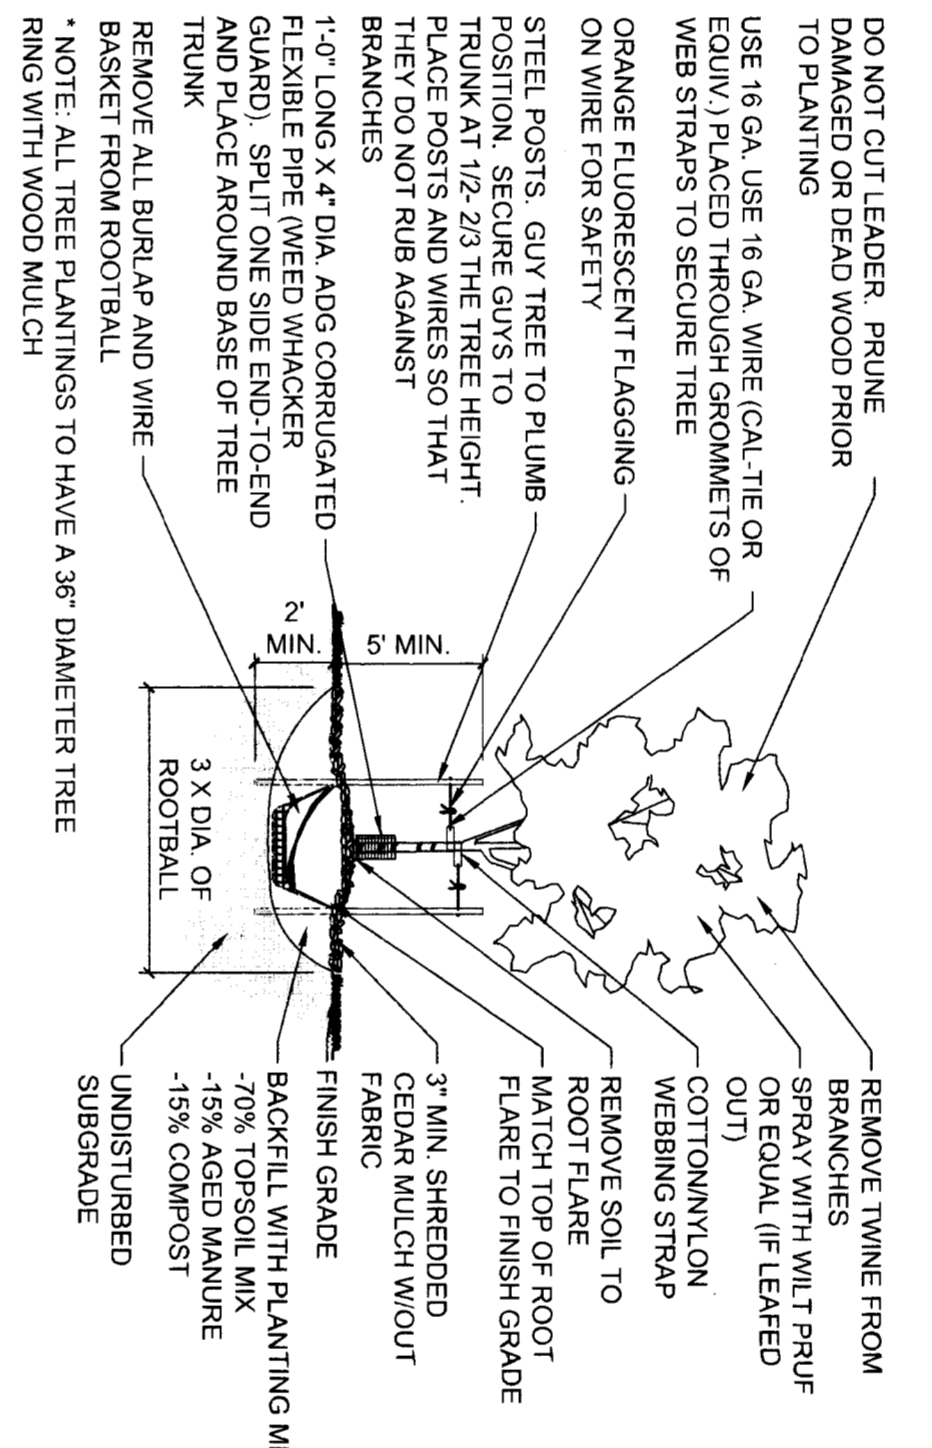 DO NOT CUT LEADER. PRUNE
DAMAGED OR DEAD WOOD PRIOR
TO PLANTING
USE 16 GA. USE 16 GA. WIRE (CAL-TIE OR
EQUIV.) PLACED THROUGH GROMMETS OF
WEB STRAPS TO SECURE TREE
ORANGE FLUORESCENT FLAGGING
ON WIRE FOR SAFETY
STEEL POSTS. GUY TREE TO PLUMB
POSITION. SECURE GUYS TO
TRUNK AT 1/2- 2/3 THE TREE HEIGHT.
PLACE POSTS AND WIRES SO THAT
THEY DO NOT RUB AGAINST
BRANCHES
1'-0" LONG X 4" DIA. ADG CORRUGATED
FLEXIBLE PIPE (WEED WHACKER
GUARD). SPLIT ONE SIDE END-TO-END
AND PLACE AROUND BASE OF TREE
TRUNK
REMOVE ALL BURLAP AND WIRE
BASKET FROM ROOTBALL
* NOTE: ALL TREE PLANTINGS TO HAVE A 36" DIAMETER TREE
RING WITH WOOD MULCH
5' MIN.
2'
MIN.
3 X DIA. OF
ROOTBALL
REMOVE TWINE FROM
BRANCHES
SPRAY WITH WILT PRUF
OR EQUAL (IF LEAFED
OUT)
COTTON/NYLON
WEBBING STRAP
REMOVE SOIL TO
ROOT FLARE
MATCH TOP OF ROOT
FLARE TO FINISH GRADE
3" MIN. SHREDDED
CEDAR MULCH W/OUT
FABRIC
FINISH GRADE
BACKFILL WITH PLANTING
-70% TOPSOIL MIX
-15% AGED MANURE
-15% COMPOST
UNDISTURBED
SUBGRADE